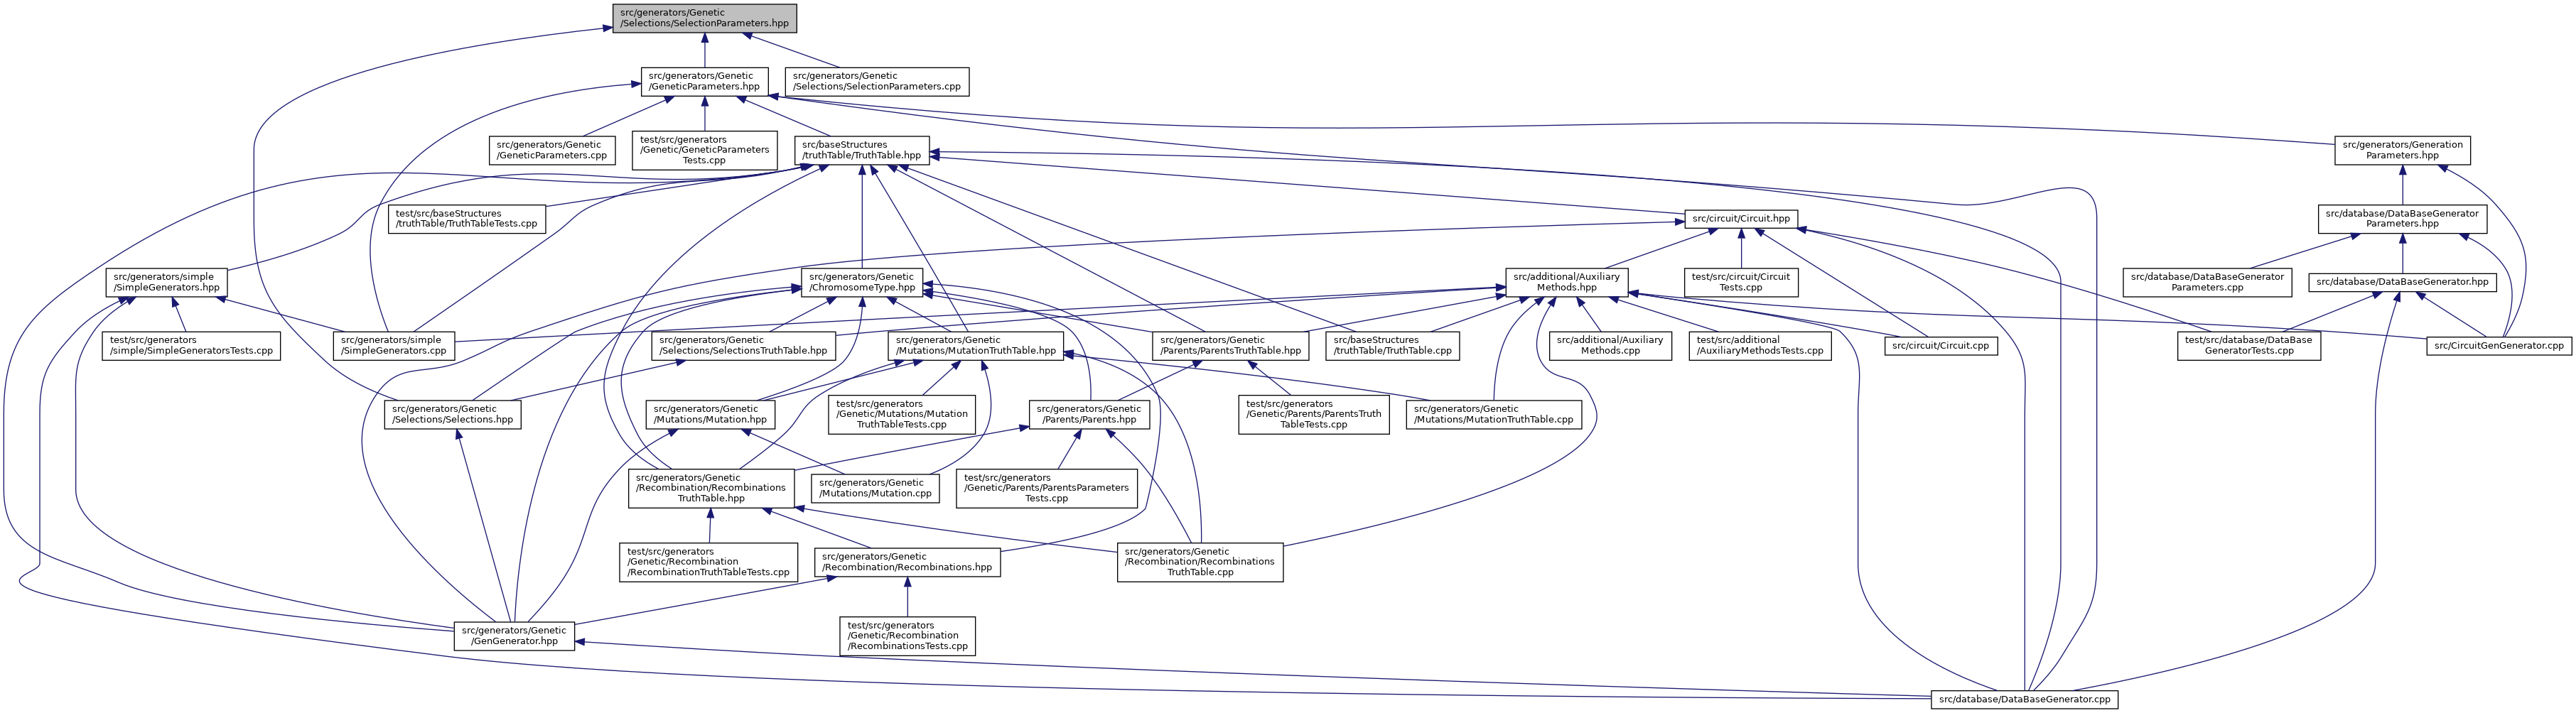 src/generators/Genetic
/Selections/SelectionParameters.hpp
src/generators/Genetic
/GeneticParameters.hpp
src/generators/Genetic
/Selections/SelectionParameters.cpp
src/generators/Genetic
/GeneticParameters.cpp
test/src/generators
/Genetic/GeneticParameters
Tests.cpp
src/baseStructures
/truthTable/TruthTable.hpp
src/generators/Generation
Parameters.hpp
test/src/baseStructures
/truthTable/TruthTableTests.cpp
src/circuit/Circuit.hpp
src/database/DataBaseGenerator
Parameters.hpp
src/generators/simple
/SimpleGenerators.hpp
src/generators/Genetic
/ChromosomeType.hpp
src/additional/Auxiliary
Methods.hpp
test/src/circuit/Circuit
Tests.cpp
src/database/DataBaseGenerator
Parameters.cpp
src/database/DataBaseGenerator.hpp
test/src/generators
/simple/SimpleGeneratorsTests.cpp
src/generators/simple
/SimpleGenerators.cpp
src/generators/Genetic
/Selections/SelectionsTruthTable.hpp
src/generators/Genetic
/Mutations/MutationTruthTable.hpp
src/generators/Genetic
/Parents/ParentsTruthTable.hpp
src/baseStructures
/truthTable/TruthTable.cpp
src/additional/Auxiliary
Methods.cpp
test/src/additional
/AuxiliaryMethodsTests.cpp
src/circuit/Circuit.cpp
test/src/database/DataBase
GeneratorTests.cpp
src/CircuitGenGenerator.cpp
src/generators/Genetic
/Selections/Selections.hpp
src/generators/Genetic
/Mutations/Mutation.hpp
test/src/generators
/Genetic/Mutations/Mutation
TruthTableTests.cpp
src/generators/Genetic
/Parents/Parents.hpp
test/src/generators
/Genetic/Parents/ParentsTruth
TableTests.cpp
src/generators/Genetic
/Mutations/MutationTruthTable.cpp
src/generators/Genetic
/Recombination/Recombinations
TruthTable.hpp
src/generators/Genetic
/Mutations/Mutation.cpp
test/src/generators
/Genetic/Parents/ParentsParameters
Tests.cpp
test/src/generators
/Genetic/Recombination
/RecombinationTruthTableTests.cpp
src/generators/Genetic
/Recombination/Recombinations.hpp
src/generators/Genetic
/Recombination/Recombinations
TruthTable.cpp
src/generators/Genetic
/GenGenerator.hpp
test/src/generators
/Genetic/Recombination
/RecombinationsTests.cpp
src/database/DataBaseGenerator.cpp